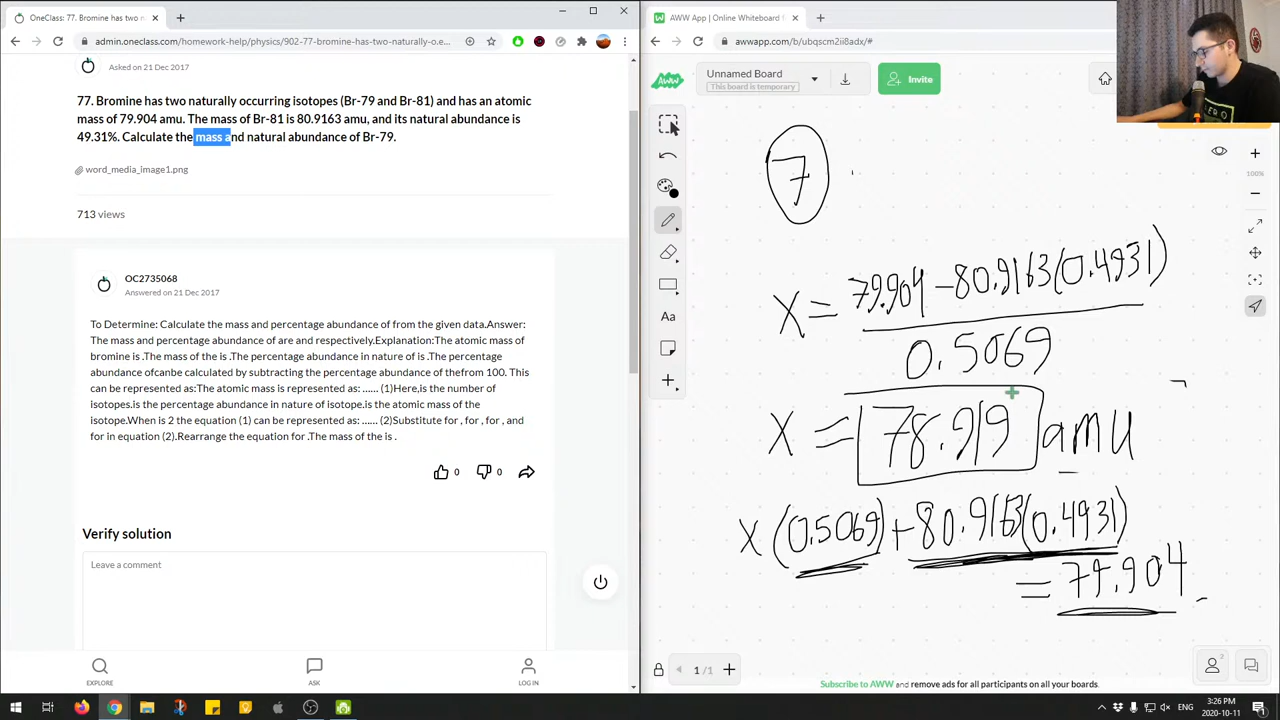 OneClass: 77. Bromine has two n
AWW App | Online Whiteboard f
admin.oneclass.com/homework-help/physics/902-77-bromine-has-two-naturally-o.e...
awwapp.com/b/ubqscm2ii8adx/#
Asked on 21 Dec 2017
77. Bromine has two naturally occurring isotopes (Br-79 and Br-81) and has an atomic
mass of 79.904 amu. The mass of Br-81 is 80.9163 amu, and its natural abundance is
49.31%. Calculate the mass and natural abundance of Br-79.
word_media_image1.png
713 views
OC2735068
Answered on 21 Dec 2017
To Determine: Calculate the mass and percentage abundance of from the given data.Answer:
The mass and percentage abundance of are and respectively.Explanation:The atomic mass of
bromine is .The mass of the is .The percentage abundance in nature of is .The percentage
abundance ofcanbe calculated by subtracting the percentage abundance of thefrom 100. This
can be represented as:The atomic mass is represented as: ...... (1)Here,is the number of
isotopes.is the percentage abundance in nature of isotope.is the atomic mass of the
isotope.When is 2 the equation (1) can be represented as: ...... (2)Substitute for , for , for , and
for in equation (2).Rearrange the equation for .The mass of the is .
0
0
Verify solution
Leave a comment
EXPLORE
ASK
LOG IN
AWW
Unnamed Board
This board is temporary
Invite
100%
Aa
7
79.904 - 80.9163(0.4931)
X =
0.5069
X = 78.919 amu
X (0.5069) + 80.9163(0.4931)
= 79.904
1 / 1
2
Subscribe to AWW and remove ads for all participants on all your boards.
ENG
3:26 PM
2020-10-11
1